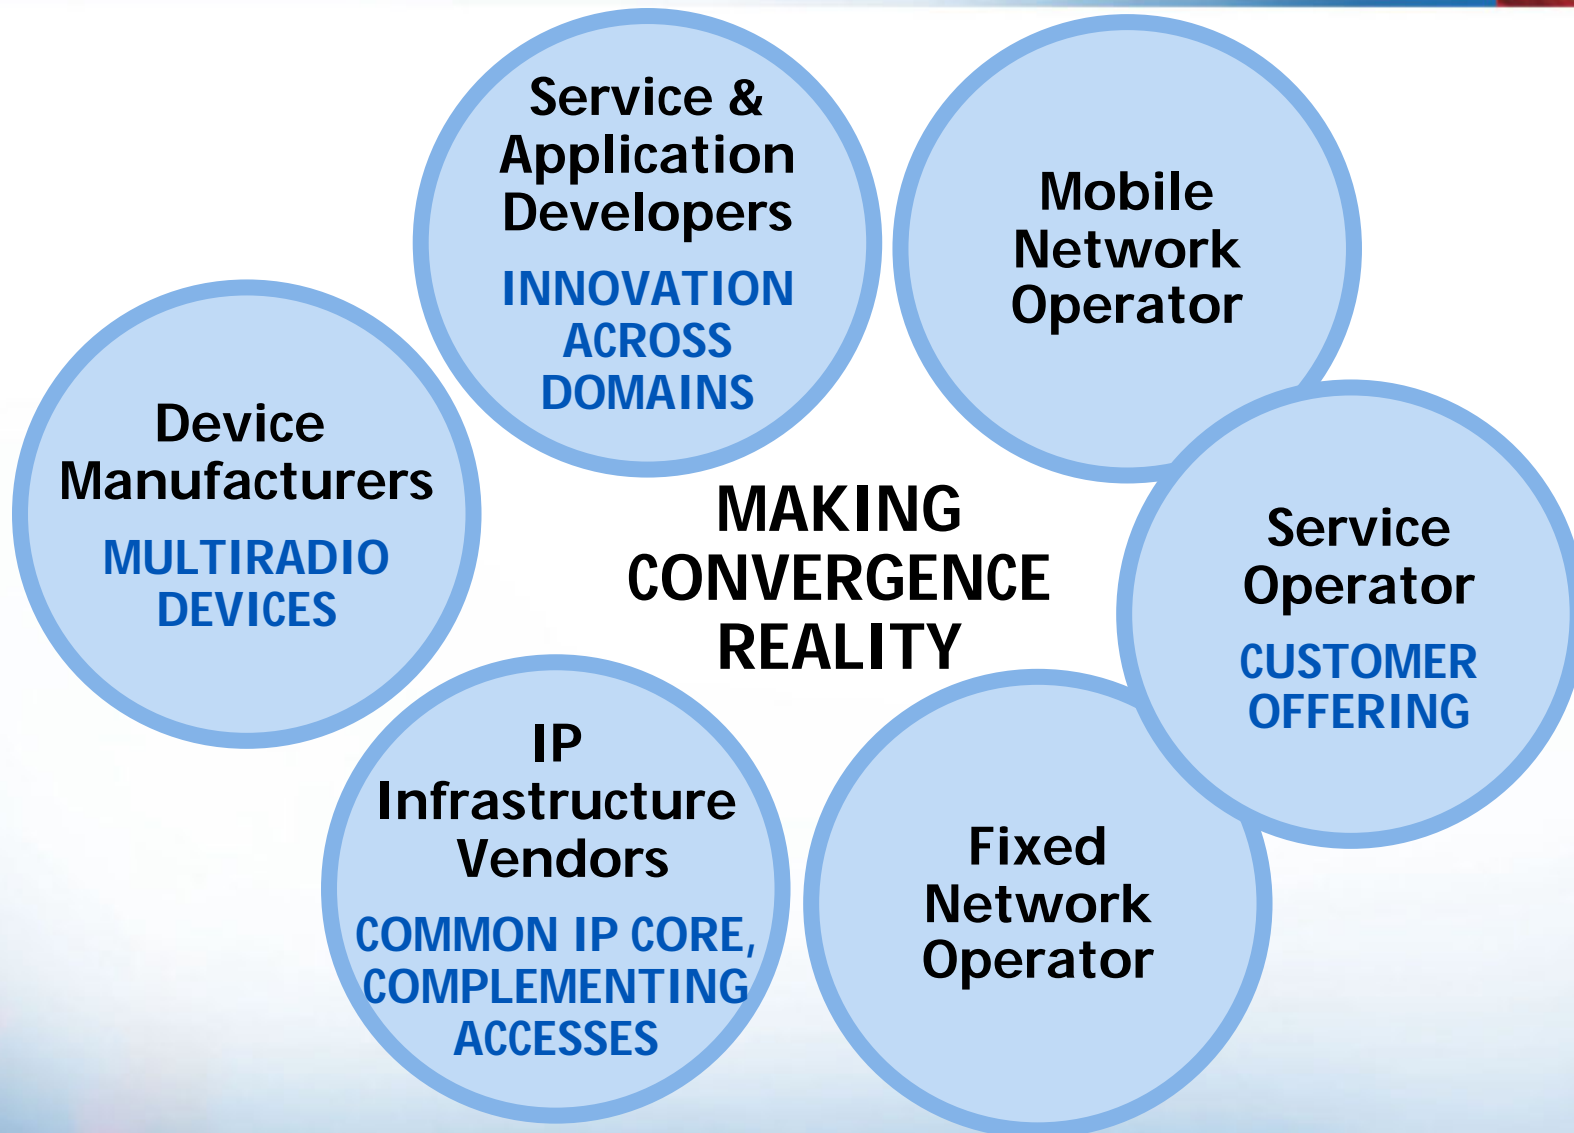 Service &
Application
Developers
INNOVATION
ACROSS
DOMAINS
Mobile
Network
Operator
Device
Manufacturers
MULTIRADIO
DEVICES
MAKING
CONVERGENCE
REALITY
Service
Operator
CUSTOMER
OFFERING
IP
Infrastructure
Vendors
COMMON IP CORE,
COMPLEMENTING
ACCESSES
Fixed
Network
Operator